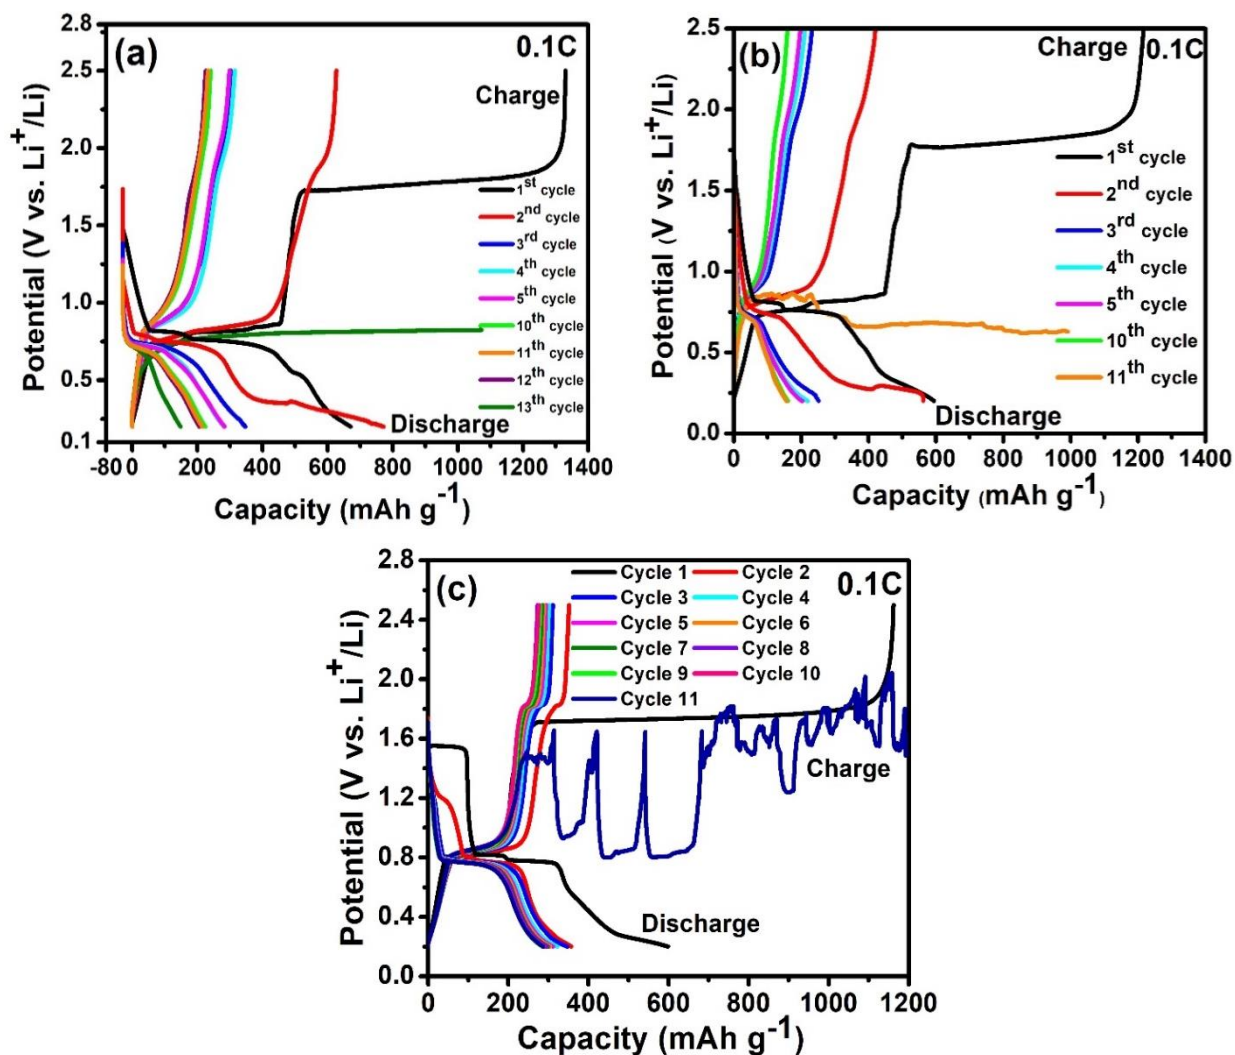 (a)
0.1C
2.8
2.5
2.0
1.5
1.0
0.5
0.1
Potential (V vs. Li⁺/Li)
Charge
Discharge
1ˢᵗ cycle
2ⁿᵈ cycle
3ʳᵈ cycle
4ᵗʰ cycle
5ᵗʰ cycle
10ᵗʰ cycle
11ᵗʰ cycle
12ᵗʰ cycle
13ᵗʰ cycle
-80 0 200 400 600 800 1000 1200 1400
Capacity (mAh g⁻¹)
(b)
Charge 0.1C
2.5
2.0
1.5
1.0
0.5
0.0
Potential (V vs. Li⁺/Li)
1ˢᵗ cycle
2ⁿᵈ cycle
3ʳᵈ cycle
4ᵗʰ cycle
5ᵗʰ cycle
10ᵗʰ cycle
11ᵗʰ cycle
Discharge
0 200 400 600 800 1000 1200 1400
Capacity (mAh g⁻¹)
(c)
0.1C
2.8
2.4
2.0
1.6
1.2
0.8
0.4
0.0
Potential (V vs. Li⁺/Li)
Cycle 1 Cycle 2
Cycle 3 Cycle 4
Cycle 5 Cycle 6
Cycle 7 Cycle 8
Cycle 9 Cycle 10
Cycle 11
Charge
Discharge
0 200 400 600 800 1000 1200
Capacity (mAh g⁻¹)